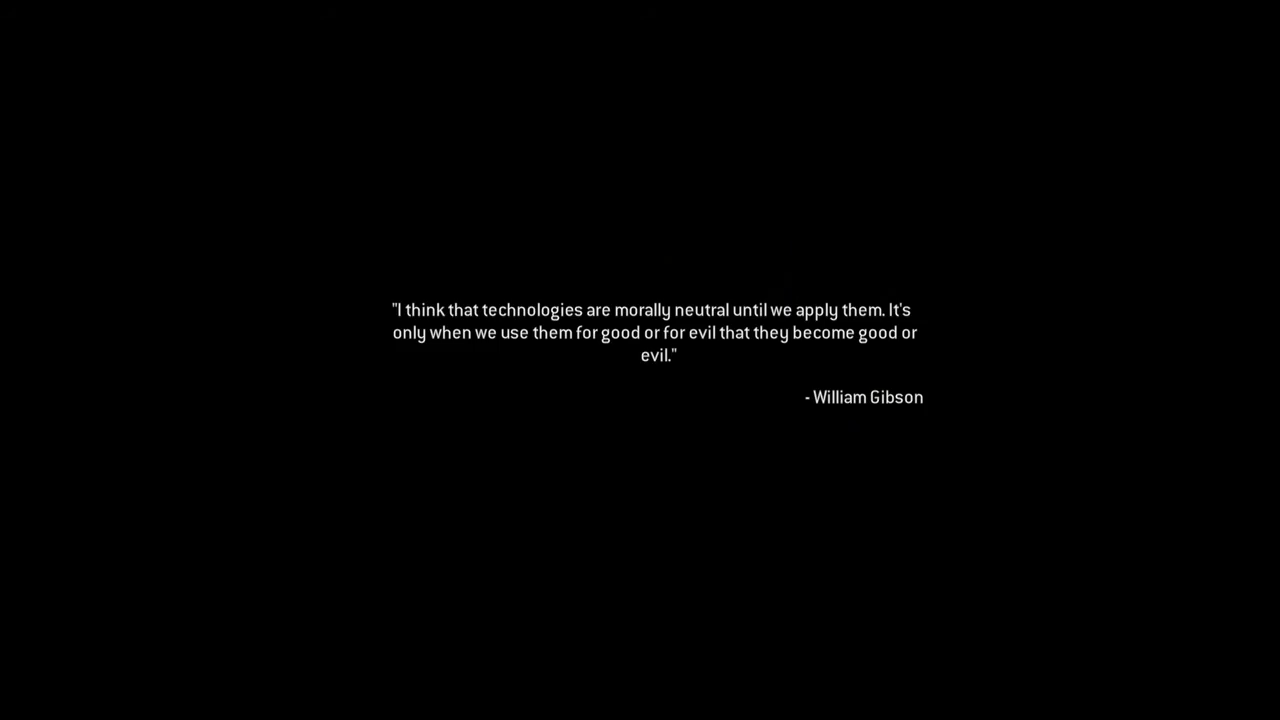 "I think that technologies are morally neutral until we apply them. It's
only when we use them for good or for evil that they become good or
evil."
- William Gibson